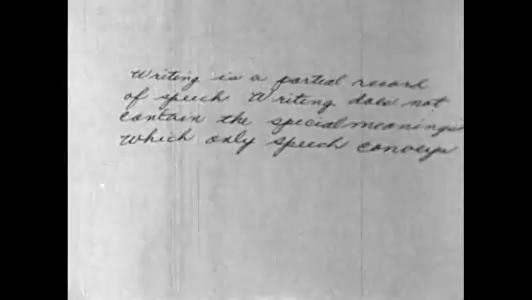 Writing is a partial record
of speech Writing does not
contain the special meanings
which only speech conveys